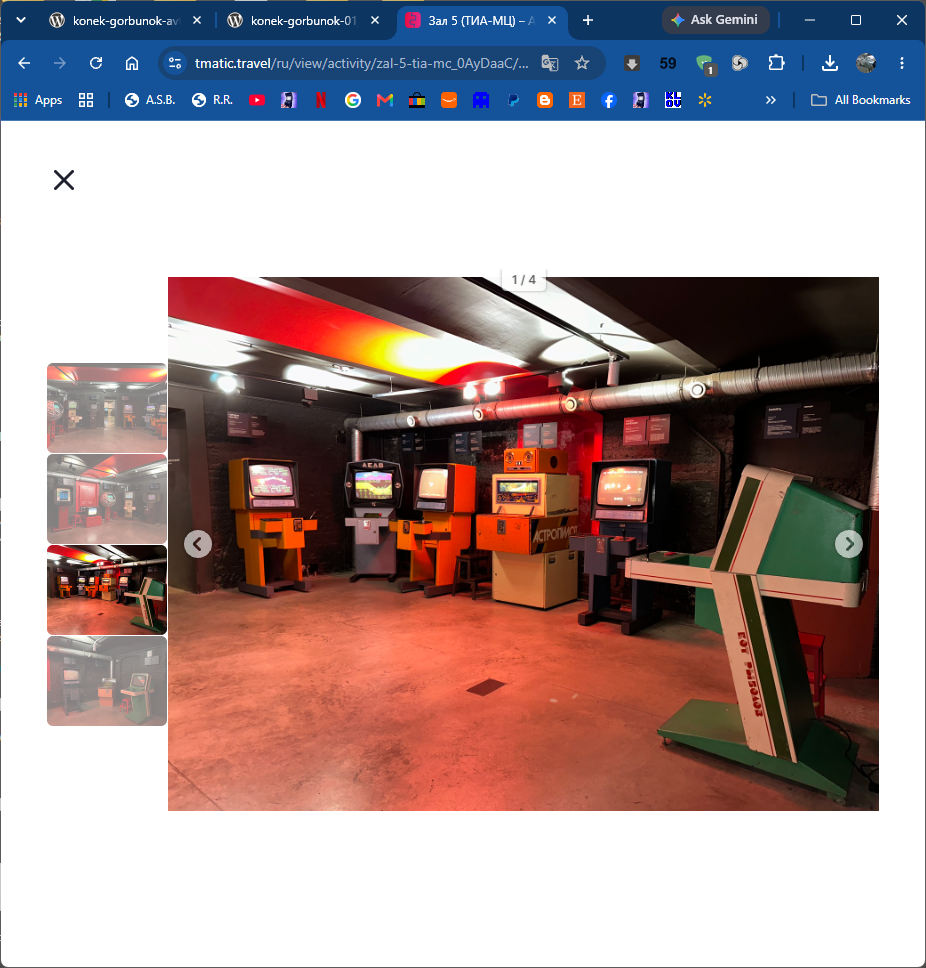 konek-gorbunok-av
konek-gorbunok-01
Зал 5 (ТИА-МЦ) – А
Ask Gemini
tmatic.travel/ru/view/activity/zal-5-tia-mc_0AyDaaC/...
59
1
Apps
A.S.B.
R.R.
All Bookmarks
1 / 4
АСТРОПИЛОТ